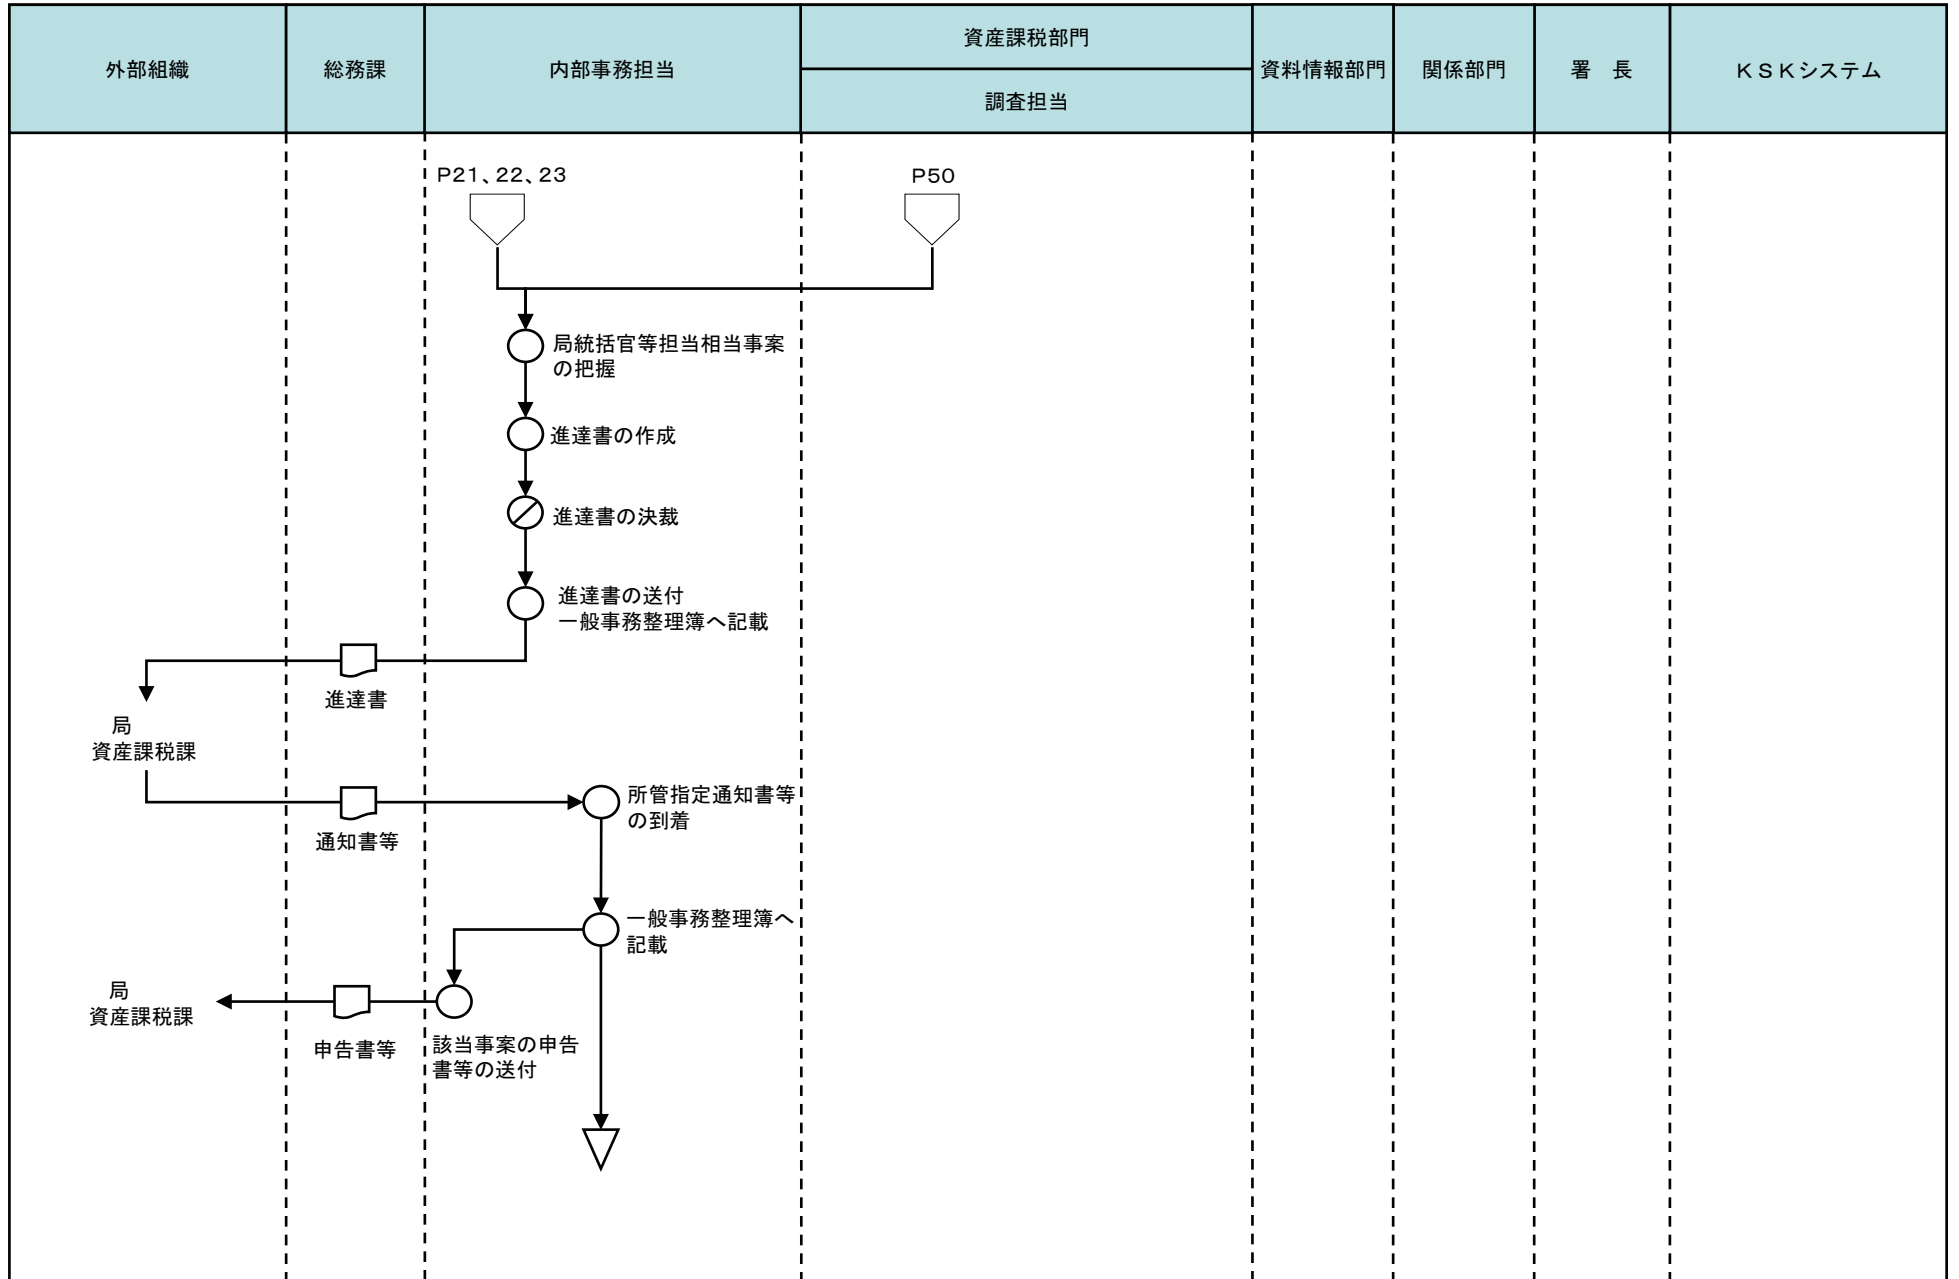 外部組織
総務課
内部事務担当
資産課税部門
調査担当
資料情報部門
関係部門
署　長
ＫＳＫシステム
P21、22、23
P50
局統括官等担当相当事案
の把握
進達書の作成
進達書の決裁
進達書の送付
一般事務整理簿へ記載
進達書
局
資産課税課
所管指定通知書等
の到着
通知書等
一般事務整理簿へ
記載
局
資産課税課
申告書等
該当事案の申告
書等の送付